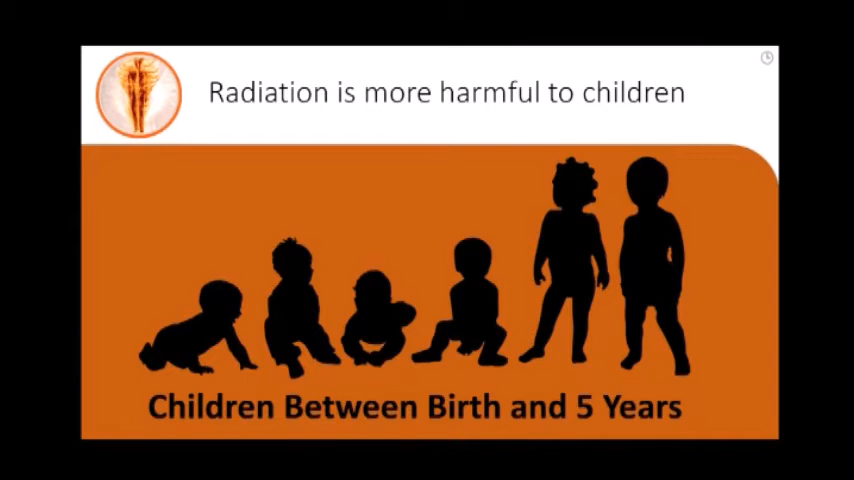 Radiation is more harmful to children
Children Between Birth and 5 Years